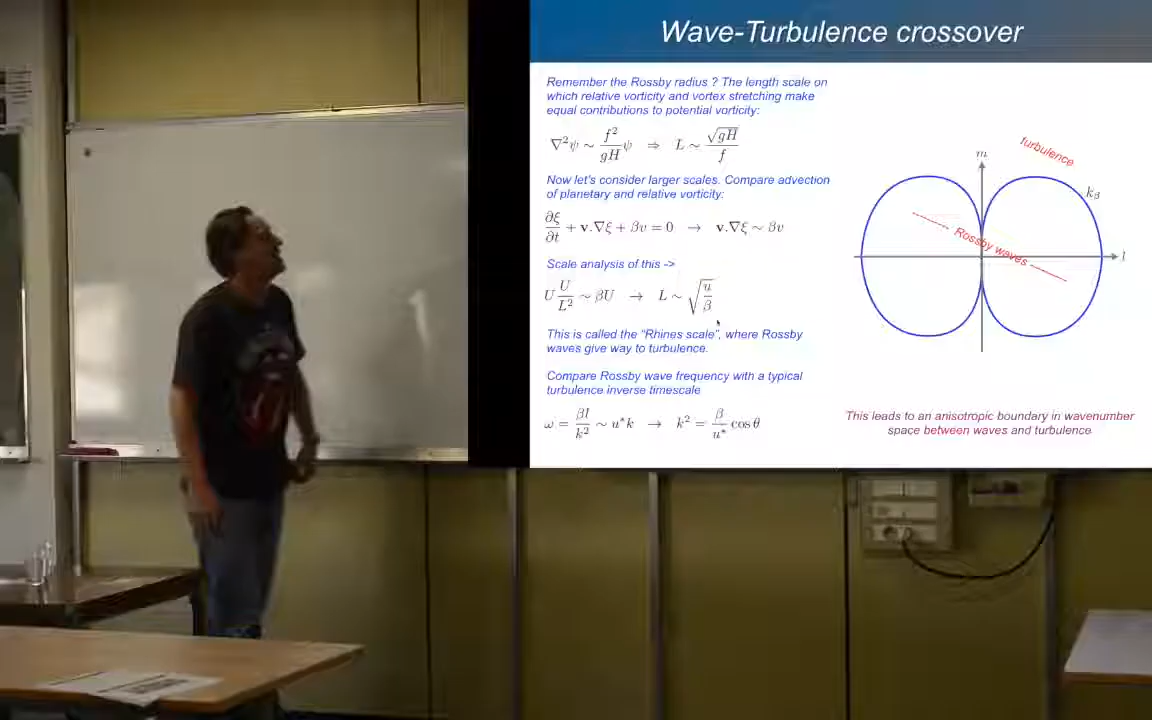 Wave-Turbulence crossover
Remember the Rossby radius ? The length scale on
which relative vorticity and vortex stretching make
equal contributions to potential vorticity:
∇²ψ ∼ f²/gH ψ ⇒ L ∼ √gH/f
Now let's consider larger scales. Compare advection
of planetary and relative vorticity:
∂ξ/∂t + v.∇ξ + βv = 0 → v.∇ξ ∼ βv
Scale analysis of this ->
U U/L² ∼ βU → L ∼ √(u/β)
This is called the “Rhines scale”, where Rossby
waves give way to turbulence.
Compare Rossby wave frequency with a typical
turbulence inverse timescale
ω = βl/k² ∼ u*k → k² = β/u* cos θ
turbulence
m
k_β
Rossby waves
l
This leads to an anisotropic boundary in wavenumber
space between waves and turbulence